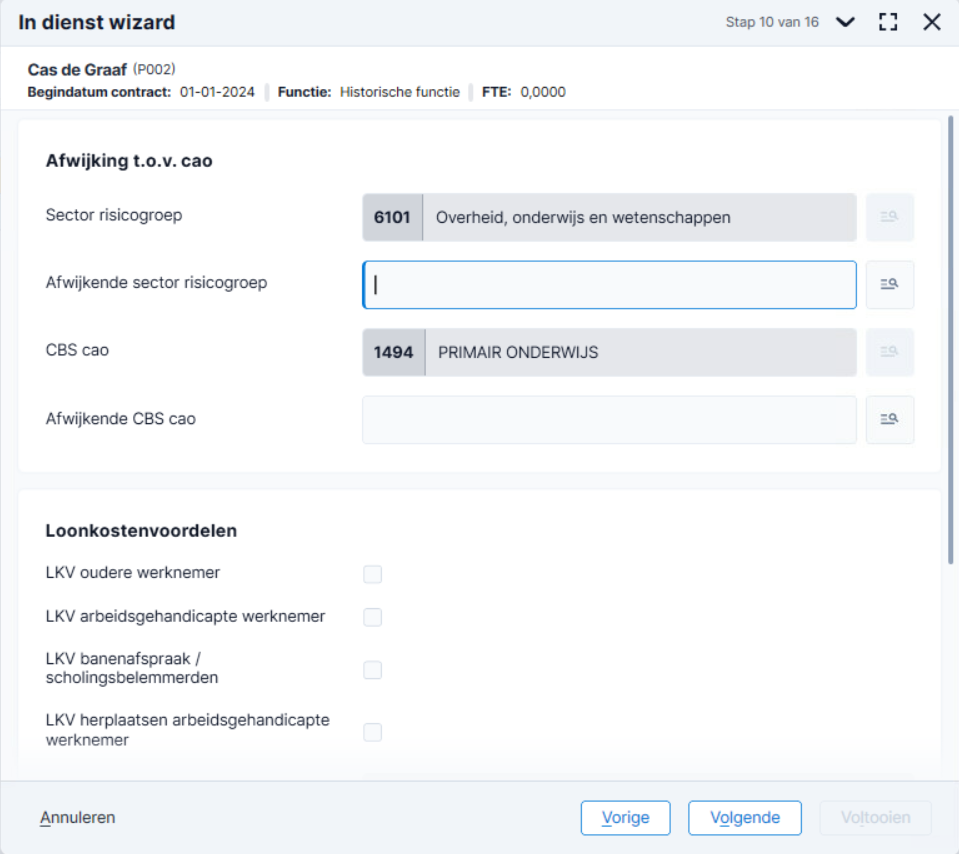 In dienst wizard
Stap 10 van 16
Cas de Graaf (P002)
Begindatum contract: 01-01-2024 Functie: Historische functie FTE: 0,0000
Afwijking t.o.v. cao
Sector risicogroep
6101 Overheid, onderwijs en wetenschappen
Afwijkende sector risicogroep
CBS cao
1494 PRIMAIR ONDERWIJS
Afwijkende CBS cao
Loonkostenvoordelen
LKV oudere werknemer
LKV arbeidsgehandicapte werknemer
LKV banenafspraak /
scholingsbelemmerden
LKV herplaatsen arbeidsgehandicapte
werknemer
Annuleren
Vorige
Volgende
Voltooien